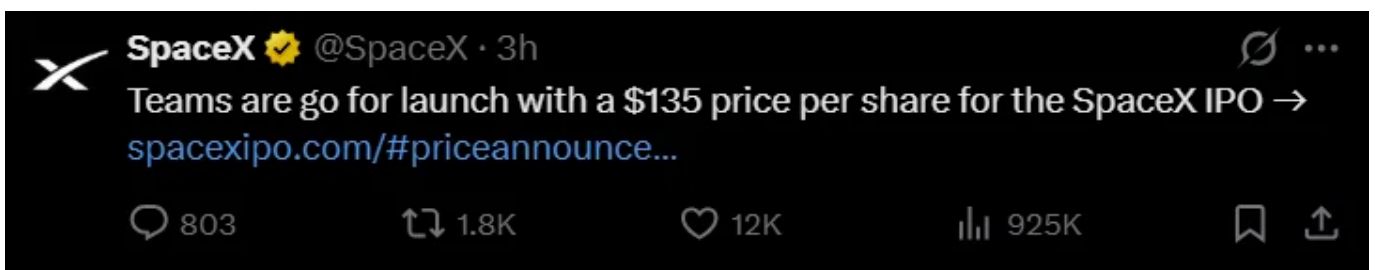 SpaceX @SpaceX · 3h
Teams are go for launch with a $135 price per share for the SpaceX IPO →
spacexipo.com/#priceannounce...
803 1.8K 12K 925K